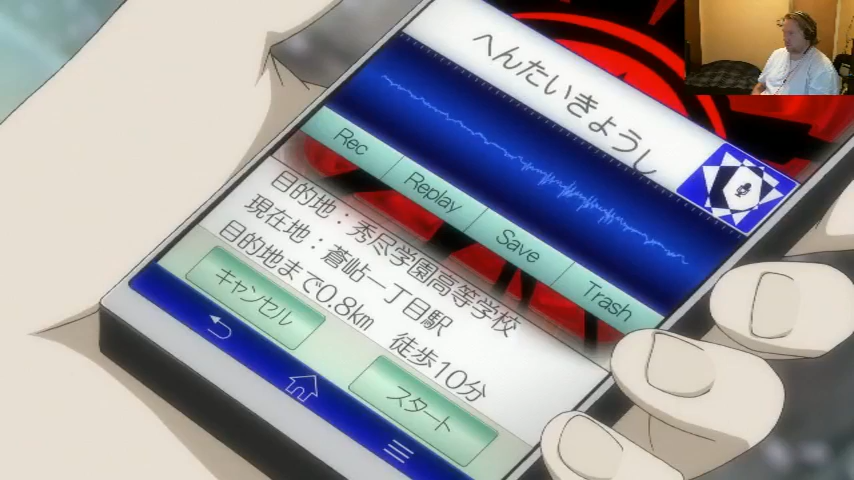 へんたいきょうし
Rec
Replay
Save
Trash
目的地：秀尽学園高等学校
現在地：蒼山一丁目駅
目的地まで0.8km 徒歩10分
キャンセル
スタート